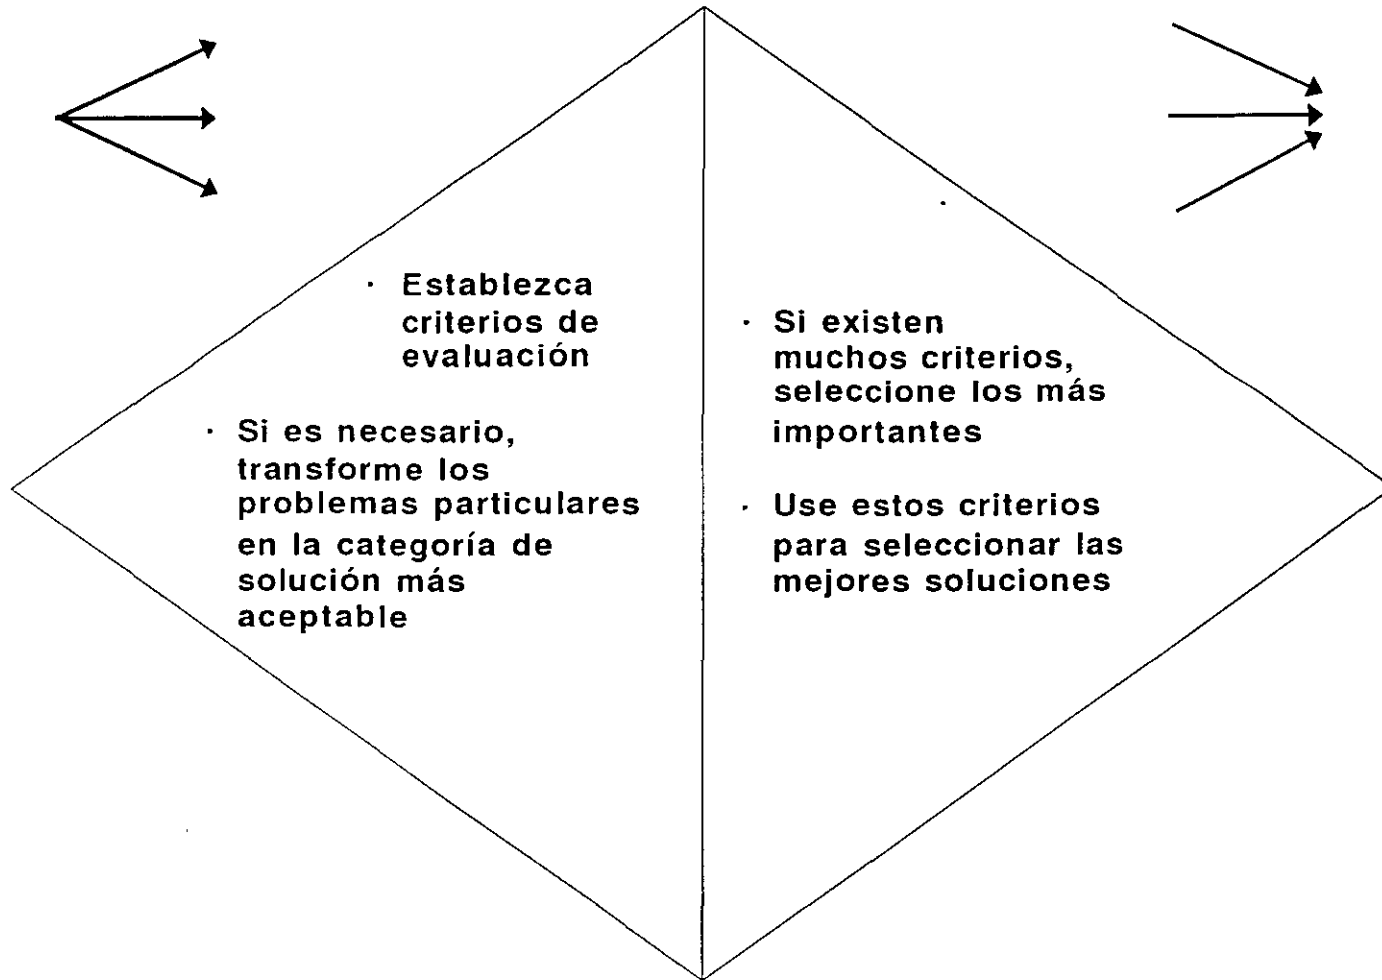 · Establezca
criterios de
evaluación
· Si es necesario,
transforme los
problemas particulares
en la categoría de
solución más
aceptable
· Si existen
muchos criterios,
seleccione los más
importantes
· Use estos criterios
para seleccionar las
mejores soluciones